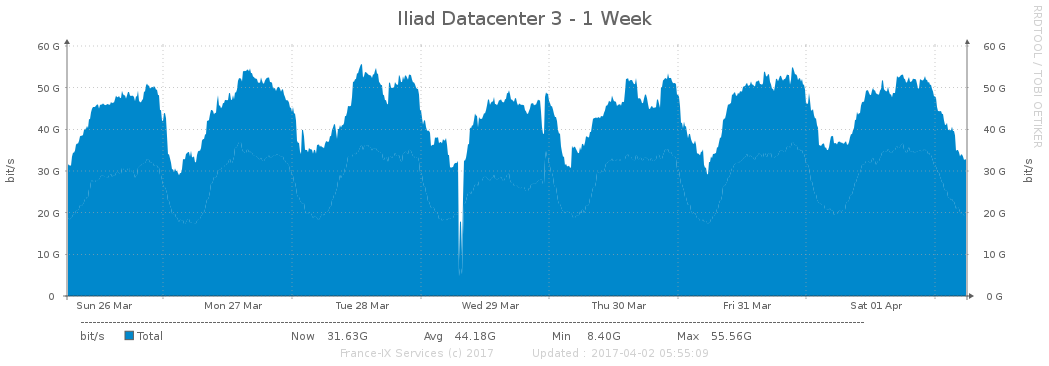 Iliad Datacenter 3 - 1 Week
RRDTOOL / TOBI OETIKER
60 G 60 G
50 G 50 G
40 G 40 G
30 G 30 G
20 G 20 G
10 G 10 G
0 0 G
bit/s bit/s
Sun 26 Mar Mon 27 Mar Tue 28 Mar Wed 29 Mar Thu 30 Mar Fri 31 Mar Sat 01 Apr
bit/s Total Now 31.63G Avg 44.18G Min 8.40G Max 55.56G
France-IX Services (c) 2017 Updated : 2017-04-02 05:55:09